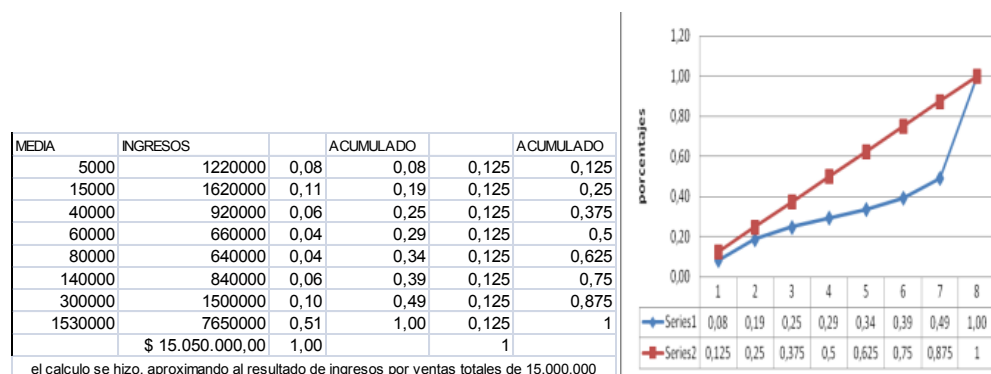 MEDIA INGRESOS ACUMULADO ACUMULADO
5000 1220000 0,08 0,08 0,125 0,125
15000 1620000 0,11 0,19 0,125 0,25
40000 920000 0,06 0,25 0,125 0,375
60000 660000 0,04 0,29 0,125 0,5
80000 640000 0,04 0,34 0,125 0,625
140000 840000 0,06 0,39 0,125 0,75
300000 1500000 0,10 0,49 0,125 0,875
1530000 7650000 0,51 1,00 0,125 1
$ 15.050.000,00 1,00 1
el calculo se hizo, aproximando al resultado de ingresos por ventas totales de 15.000.000
porcentajes
1,20
1,00
0,80
0,60
0,40
0,20
0,00
1 2 3 4 5 6 7 8
Series1 0,08 0,19 0,25 0,29 0,34 0,39 0,49 1,00
Series2 0,125 0,25 0,375 0,5 0,625 0,75 0,875 1